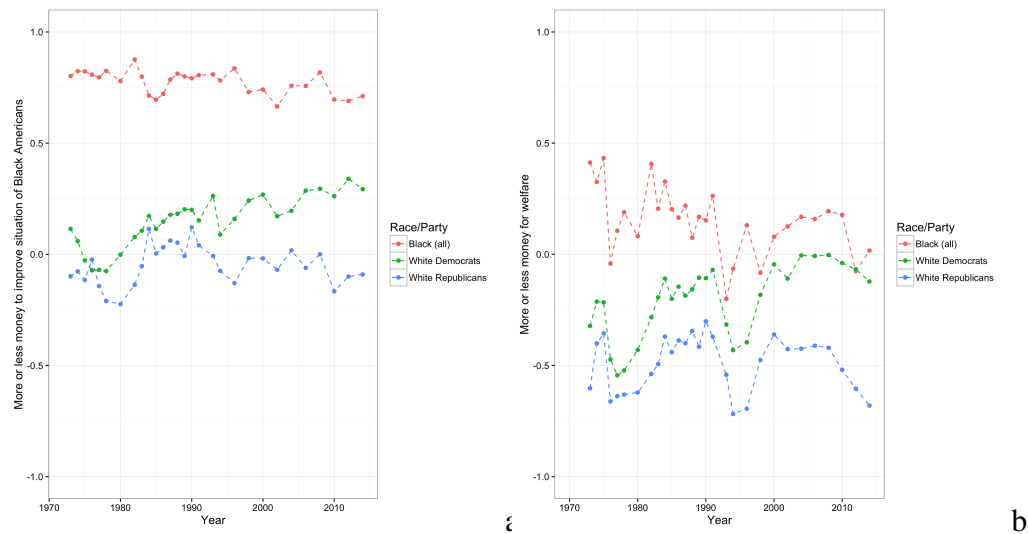 More or less money to improve situation of Black Americans
1.0
0.5
0.0
-0.5
-1.0
1970
1980
1990
2000
2010
Year
Race/Party
Black (all)
White Democrats
White Republicans
More or less money for welfare
1.0
0.5
0.0
-0.5
-1.0
1970
1980
1990
2000
2010
Year
Race/Party
Black (all)
White Democrats
White Republicans
b